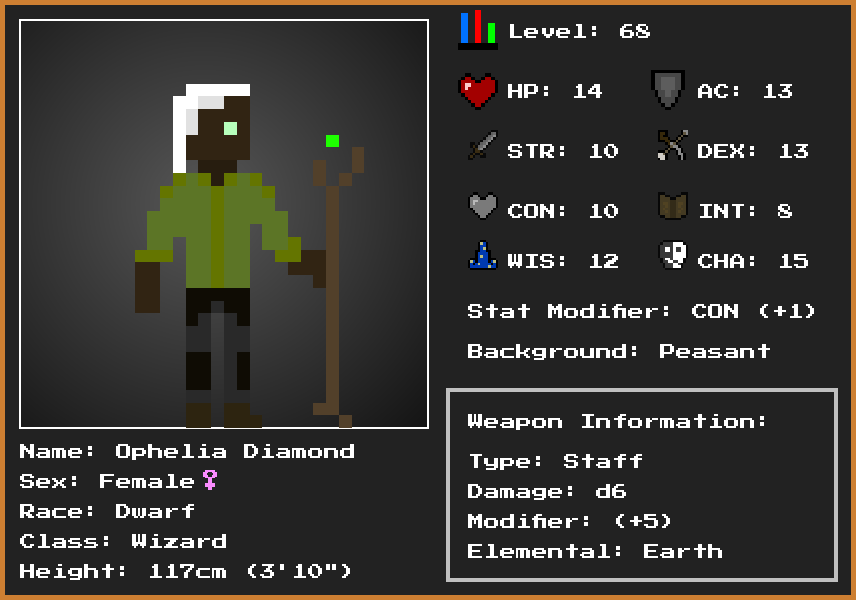 Level: 68
HP: 14 AC: 13
STR: 10 DEX: 13
CON: 10 INT: 8
WIS: 12 CHA: 15
Stat Modifier: CON (+1)
Background: Peasant
Weapon Information:
Type: Staff
Damage: d6
Modifier: (+5)
Elemental: Earth
Name: Ophelia Diamond
Sex: Female♀
Race: Dwarf
Class: Wizard
Height: 117cm (3'10")